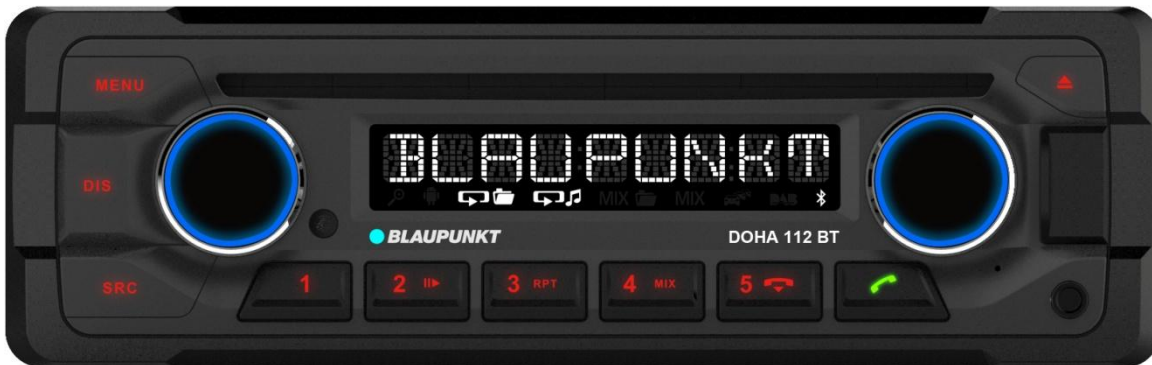 MENU
BLAUPUNKT
DIS
MIX MIX DAB
BLAUPUNKT DOHA 112 BT
SRC
1 2 3 RPT 4 MIX 5